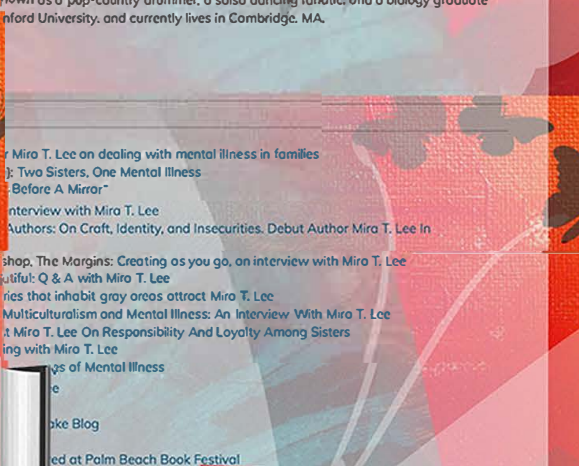 nown as a pop-country drummer, a salsa dancing fanatic, and a biology graduate
nford University, and currently lives in Cambridge, MA.
r Mira T. Lee on dealing with mental illness in families
): Two Sisters, One Mental Illness
Before A Mirror"
nterview with Mira T. Lee
Authors: On Craft, Identity, and Insecurities. Debut Author Mira T. Lee In
shop, The Margins: Creating as you go, an interview with Mira T. Lee
utiful: Q & A with Mira T. Lee
ries that inhabit gray areas attract Mira T. Lee
Multiculturalism and Mental Illness: An Interview With Mira T. Lee
t Mira T. Lee On Responsibility And Loyalty Among Sisters
ing with Mira T. Lee
gs of Mental Illness
e
ake Blog
ed at Palm Beach Book Festival